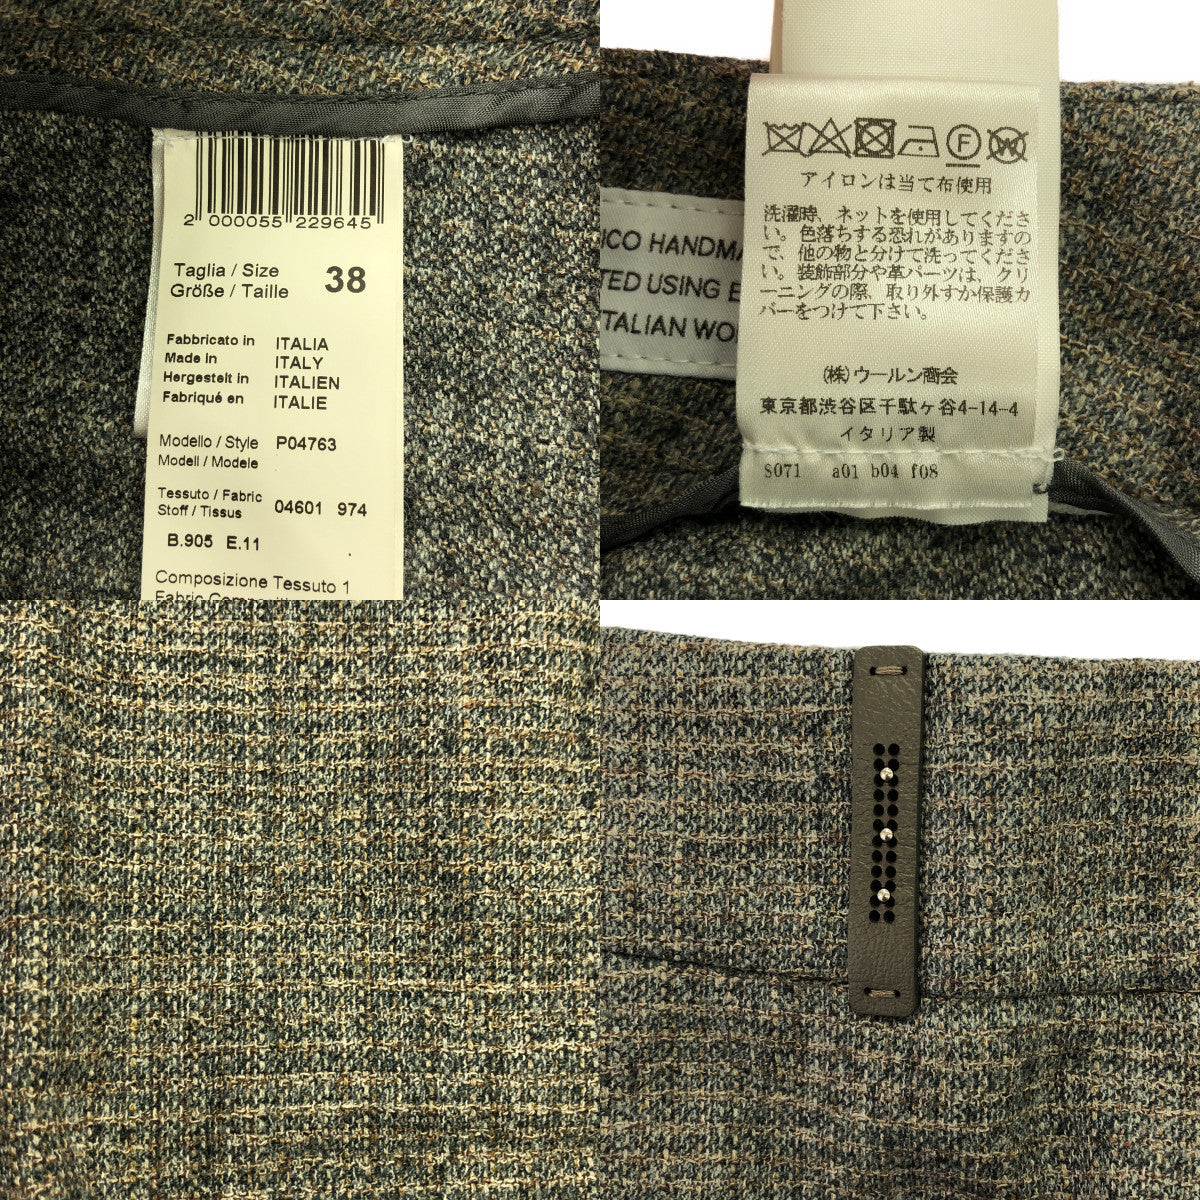 2 000055 229645
Taglia / Size
Größe / Taille
38
Fabbricato in ITALIA
Made in ITALY
Hergestelt in ITALIEN
Fabriqué en ITALIE
Modello / Style P04763
Modell / Modele
Tessuto / Fabric
Stoff / Tissus 04601 974
B.905 E.11
Composizione Tessuto 1
Fabric
F
W
アイロンは当て布使用
洗濯時、ネットを使用してくださ
い。色落ちする恐れがありますの
で、他の物と分けて洗ってくださ
い。装飾部分や革パーツは、クリ
ーニングの際、取り外すか保護カ
バーをつけて下さい。
(株)ウールン商会
東京都渋谷区千駄ヶ谷4-14-4
イタリア製
S071 a01 b04 f08
HANDMA
USING